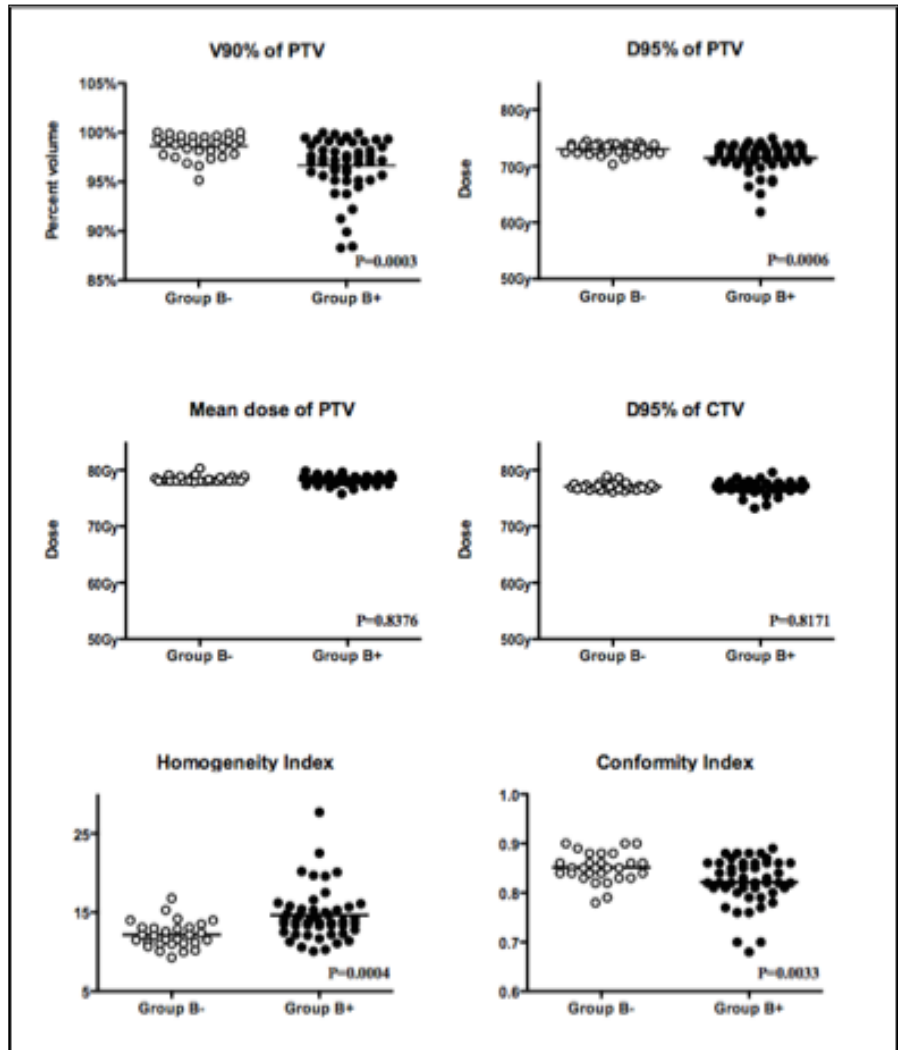 V90% of PTV
105%
100%
95%
90%
85%
Percent volume
P=0.0003
Group B-
Group B+
D95% of PTV
80Gy
70Gy
60Gy
50Gy
Dose
P=0.0006
Group B-
Group B+
Mean dose of PTV
80Gy
70Gy
60Gy
50Gy
Dose
P=0.8376
Group B-
Group B+
D95% of CTV
80Gy
70Gy
60Gy
50Gy
Dose
P=0.8171
Group B-
Group B+
Homogeneity Index
25
15
5
P=0.0004
Group B-
Group B+
Conformity Index
1.0
0.9
0.8
0.7
0.6
P=0.0033
Group B-
Group B+